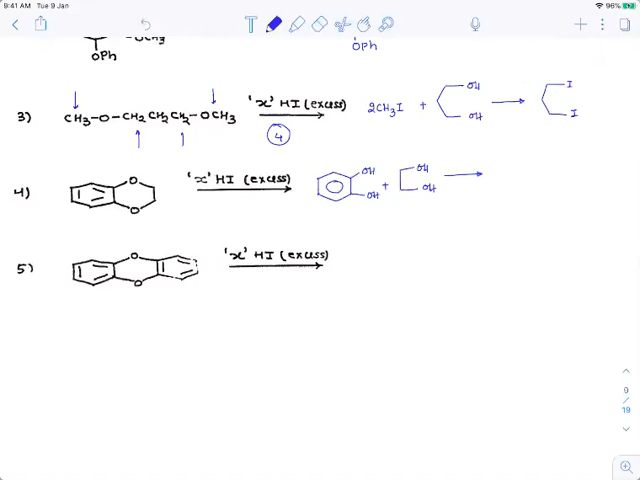 9:41 AM Tue 9 Jan
96%
OCH3
OPh
OPh
3) CH3-O-CH2CH2CH2-OCH3 'x' HI (excess) 4 2CH3I + OH OH I I
4) O O 'x' HI (excess) OH OH + OH OH
5) O O 'x' HI (excess)
9
/
19